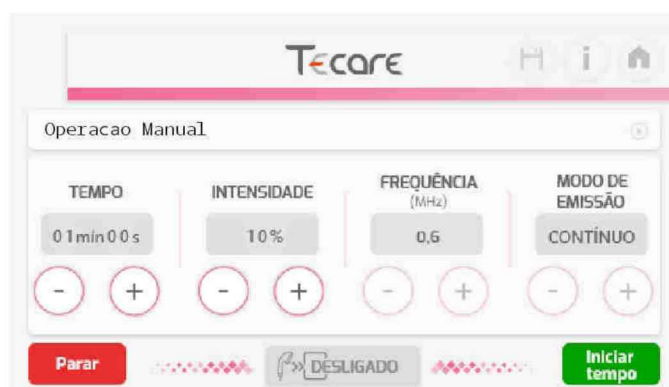 Tecare
i
Operacao Manual
TEMPO
01min00s
- +
INTENSIDADE
10%
- +
FREQUÊNCIA
(MHz)
0,6
- +
MODO DE
EMISSÃO
CONTÍNUO
- +
Parar
DESLIGADO
Iniciar
tempo